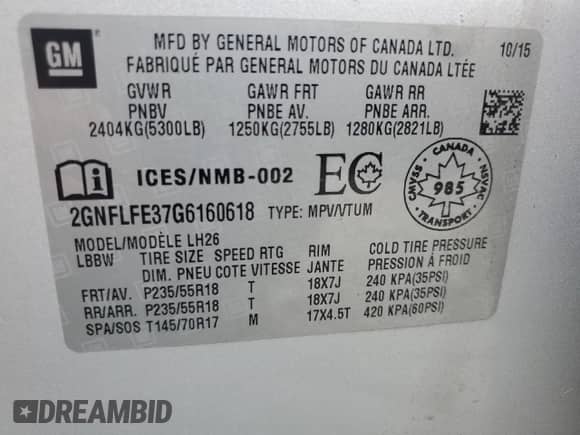 GM
MFD BY GENERAL MOTORS OF CANADA LTD. 10/15
FABRIQUÉ PAR GENERAL MOTORS DU CANADA LTÉE
GVWR GAWR FRT GAWR RR
PNBV PNBE AV. PNBE ARR.
2404KG(5300LB) 1250KG(2755LB) 1280KG(2821LB)
ICES/NMB-002 EC
CANADA
CMVSS 985 NSVAC
TRANSPORT
2GNFLFE37G6160618 TYPE: MPV/VTUM
MODEL/MODÈLE LH26
LBBW TIRE SIZE SPEED RTG RIM COLD TIRE PRESSURE
DIM. PNEU COTE VITESSE JANTE PRESSION À FROID
FRT/AV. P235/55R18 T 18X7J 240 KPA(35PSI)
RR/ARR. P235/55R18 T 18X7J 240 KPA(35PSI)
SPA/SOS T145/70R17 M 17X4.5T 420 KPA(60PSI)
DREAMBID